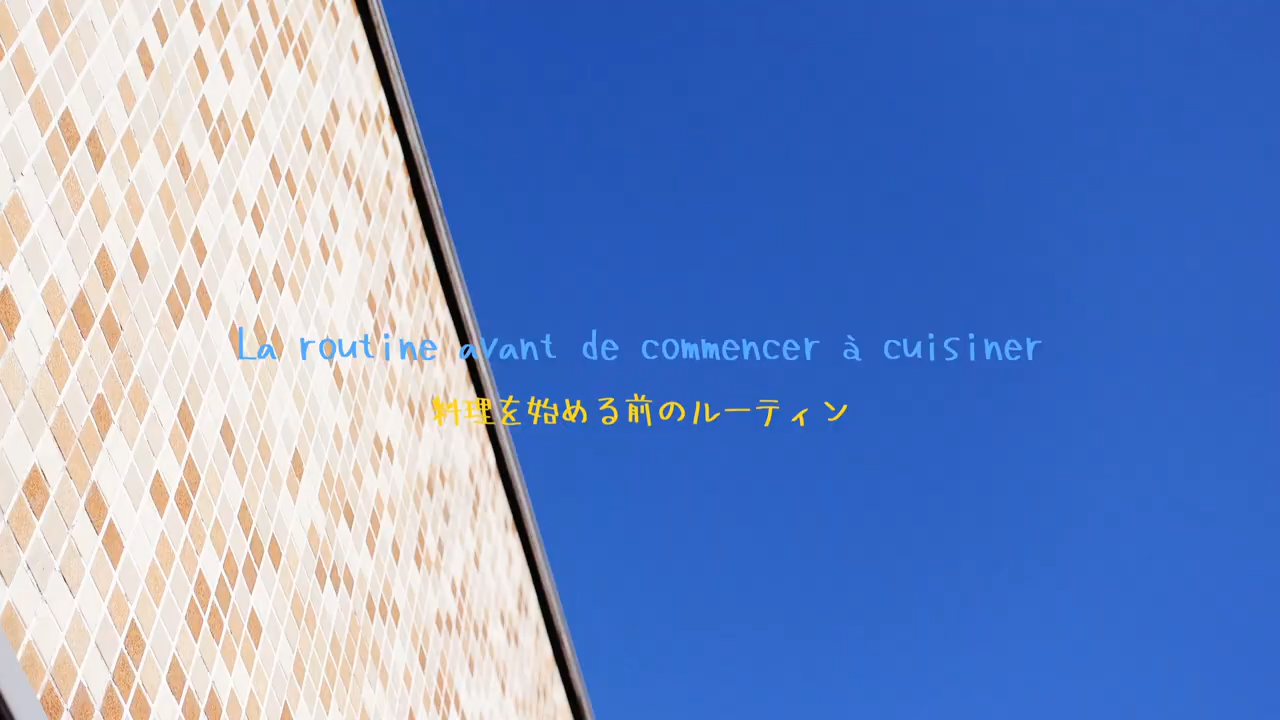 La routine avant de commencer à cuisiner
料理を始める前のルーティン